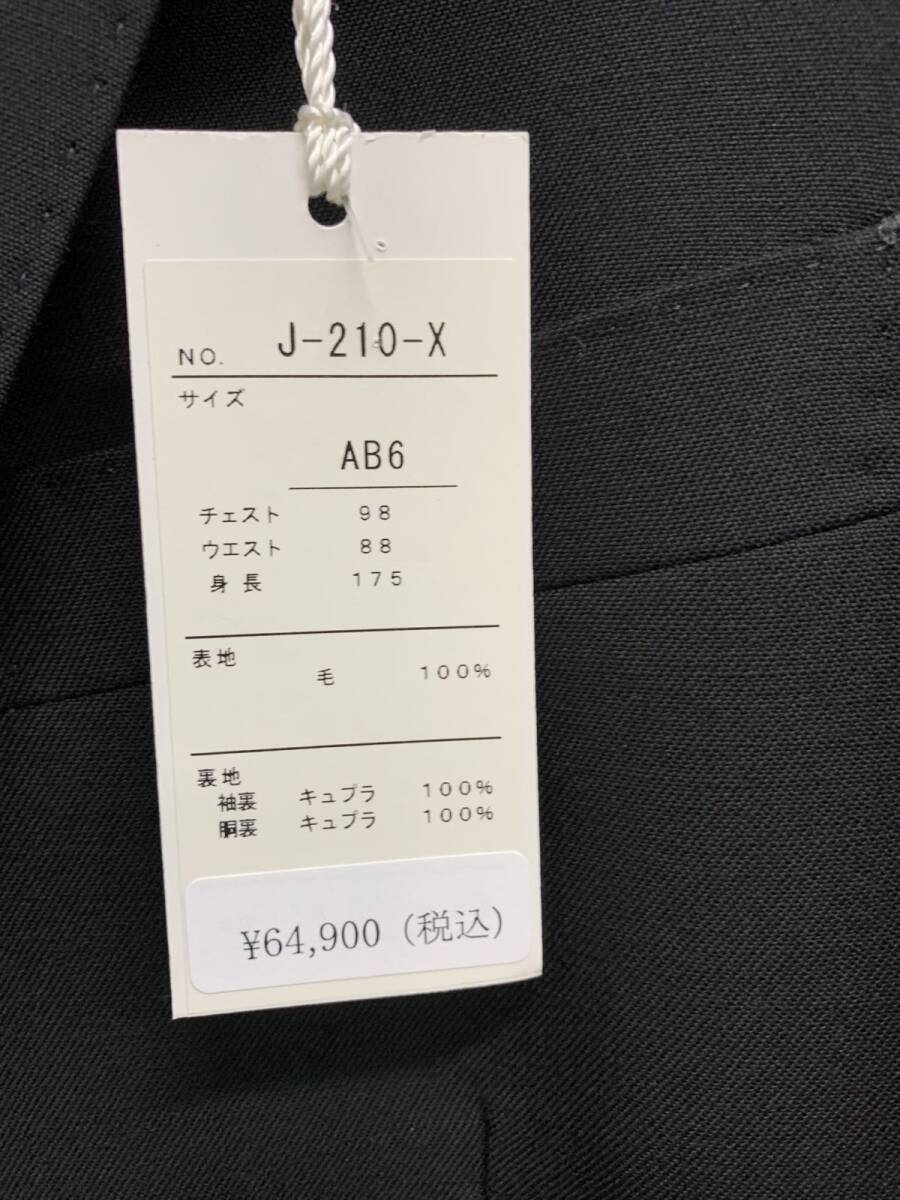 NO. J-210-X
サイズ
AB6
チェスト 98
ウエスト 88
身長 175
表地
毛 100%
裏地
袖裏 キュプラ 100%
胴裏 キュプラ 100%
¥64,900（税込）